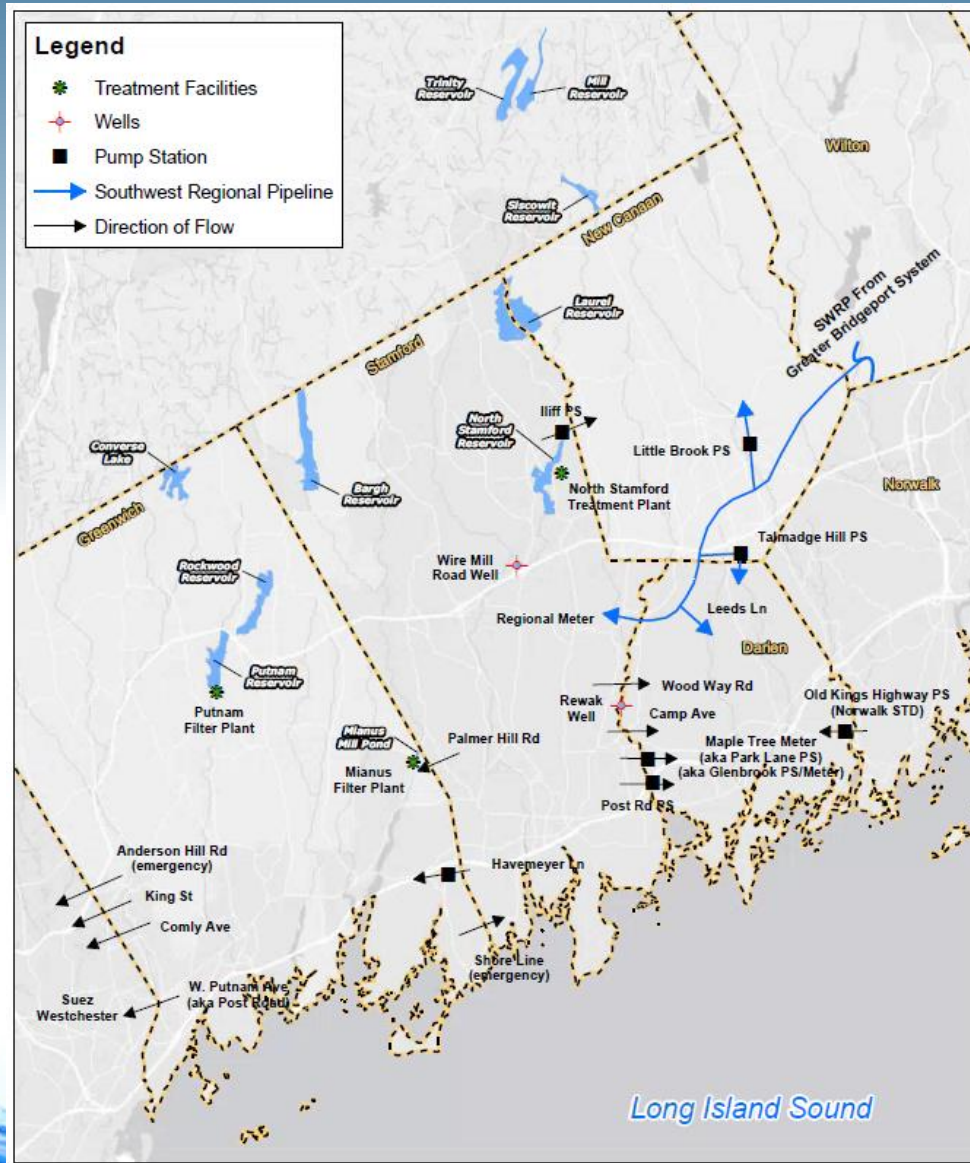 Legend
Treatment Facilities
Wells
Pump Station
Southwest Regional Pipeline
Direction of Flow
Trinity
Reservoir
Mill
Reservoir
Wilton
Siscowit
Reservoir
New Canaan
Laurel
Reservoir
SWRP From
Greater Bridgeport System
Stamford
Iliff PS
North
Stamford
Reservoir
Little Brook PS
Converse
Lake
Bargh
Reservoir
North Stamford
Treatment Plant
Norwalk
Greenwich
Talmadge Hill PS
Wire Mill
Road Well
Rockwood
Reservoir
Regional Meter
Leeds Ln
Darien
Putnam
Reservoir
Wood Way Rd
Old Kings Highway PS
(Norwalk STD)
Rewak
Well
Camp Ave
Putnam
Filter Plant
Mianus
Mill Pond
Palmer Hill Rd
Maple Tree Meter
(aka Park Lane PS)
(aka Glenbrook PS/Meter)
Mianus
Filter Plant
Post Rd PS
Anderson Hill Rd
(emergency)
Havemeyer Ln
King St
Comly Ave
Shore Line
(emergency)
W. Putnam Ave
(aka Post Road)
Suez
Westchester
Long Island Sound